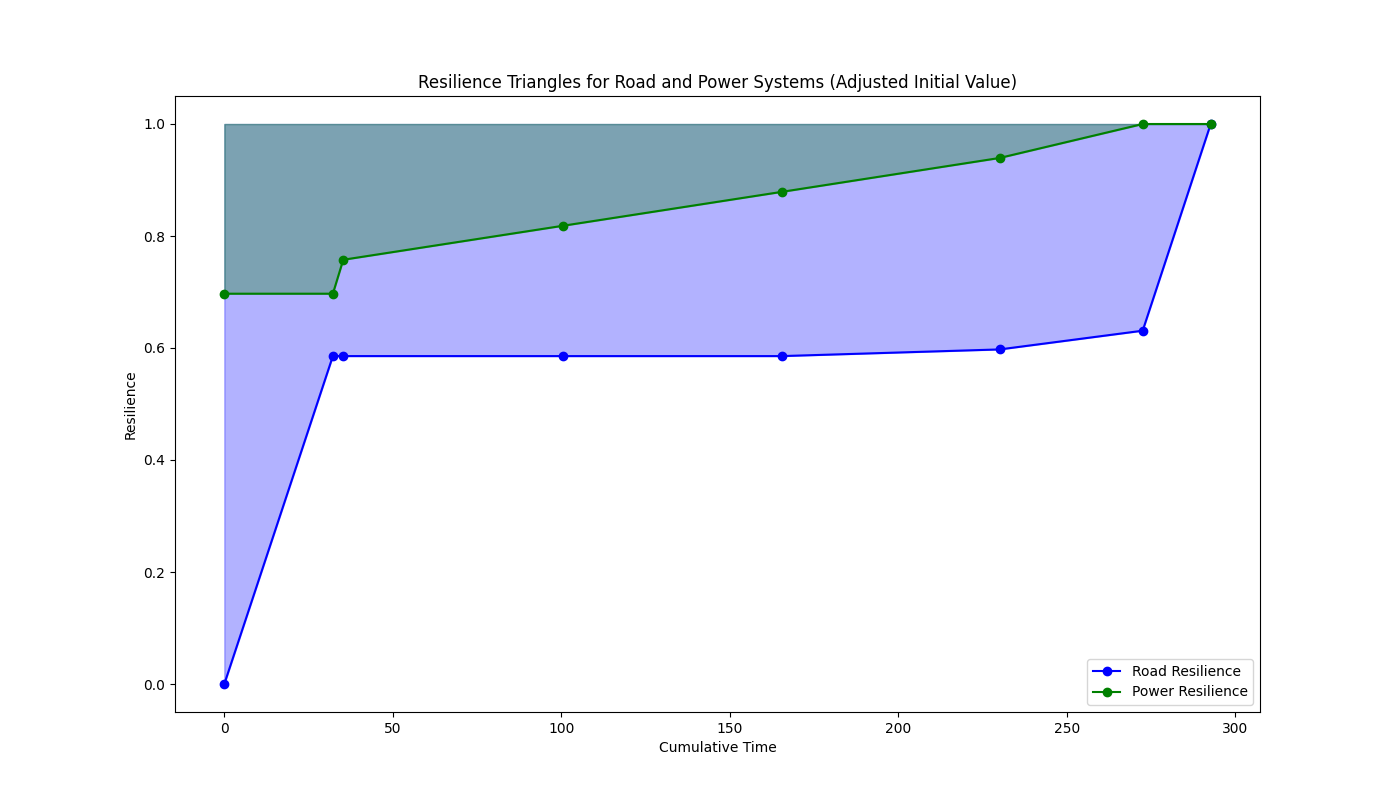 Resilience Triangles for Road and Power Systems (Adjusted Initial Value)
1.0
0.8
0.6
0.4
0.2
0.0
Resilience
0 50 100 150 200 250 300
Cumulative Time
Road Resilience
Power Resilience